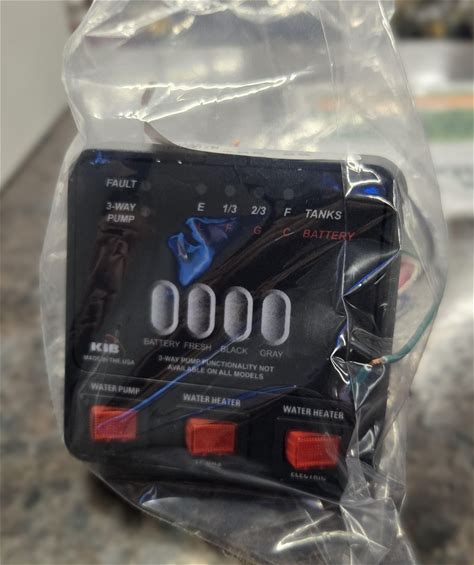 FAULT
E 1/3 2/3 F TANKS
3-WAY
PUMP
F G C BATTERY
BATTERY FRESH BLACK GRAY
KIB
MADE IN THE USA
3-WAY PUMP FUNCTIONALITY NOT
AVAILABLE ON ALL MODELS
WATER PUMP
WATER HEATER
WATER HEATER
ELECTRIC